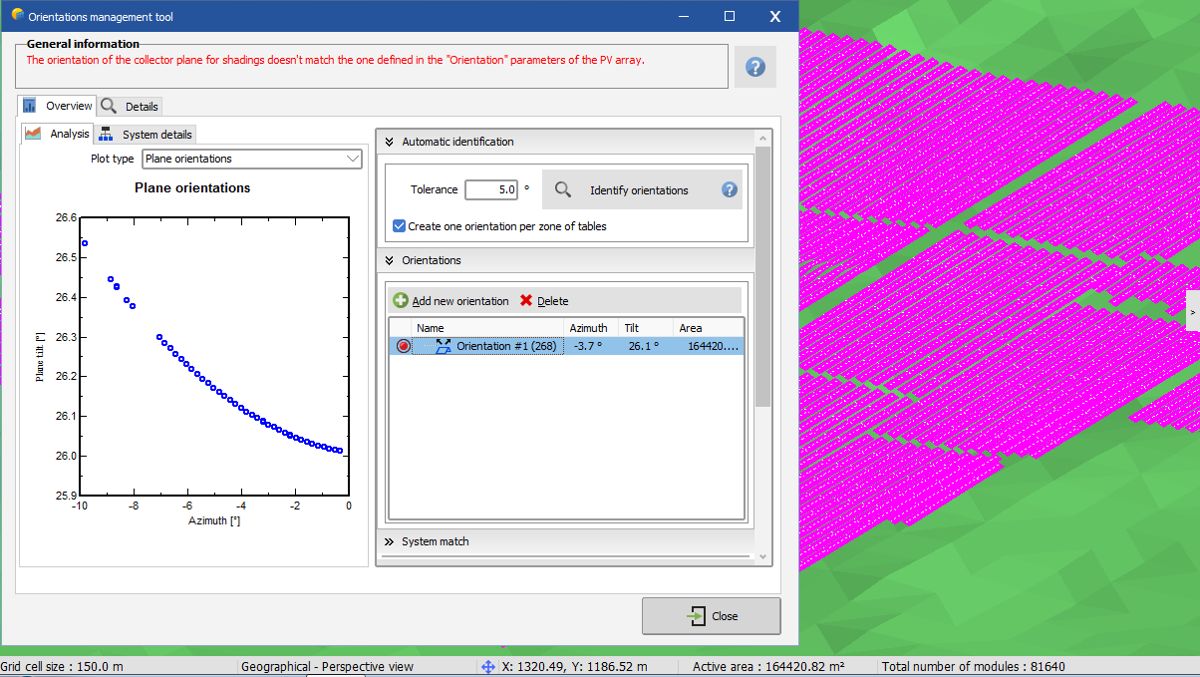 Orientations management tool
General information
The orientation of the collector plane for shadings doesn't match the one defined in the "Orientation" parameters of the PV array.
?
Overview
Details
Analysis
System details
Plot type
Plane orientations
Plane orientations
26.6
26.5
26.4
26.3
26.2
26.1
26.0
25.9
Plane tilt [°]
-10
-8
-6
-4
-2
0
Azimuth [°]
Automatic identification
Tolerance
5.0
°
Identify orientations
?
Create one orientation per zone of tables
Orientations
Add new orientation
Delete
Name
Azimuth
Tilt
Area
Orientation #1 (268)
-3.7 °
26.1 °
164420....
System match
Close
>
Grid cell size : 150.0 m
Geographical - Perspective view
X: 1320.49, Y: 1186.52 m
Active area : 164420.82 m²
Total number of modules : 81640